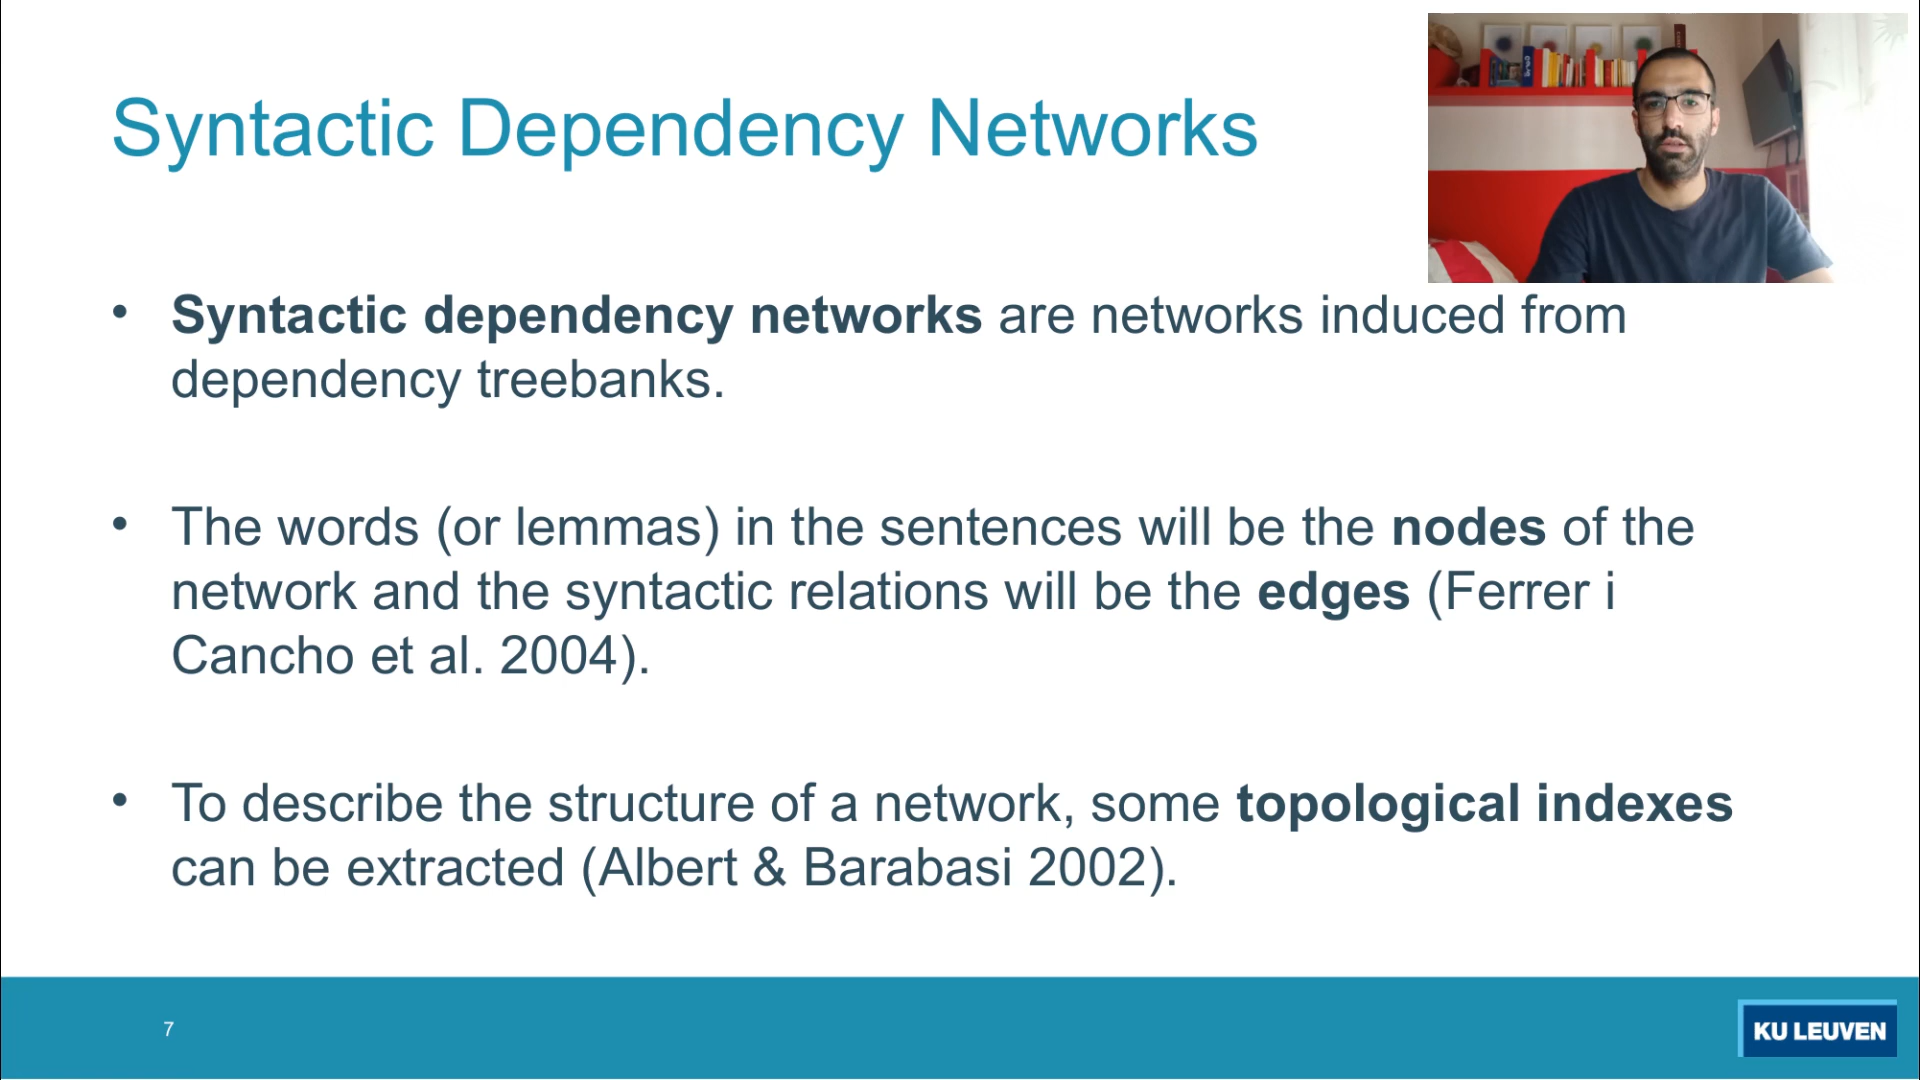 Syntactic Dependency Networks
• Syntactic dependency networks are networks induced from
dependency treebanks.
• The words (or lemmas) in the sentences will be the nodes of the
network and the syntactic relations will be the edges (Ferrer i
Cancho et al. 2004).
• To describe the structure of a network, some topological indexes
can be extracted (Albert & Barabasi 2002).
7
KU LEUVEN